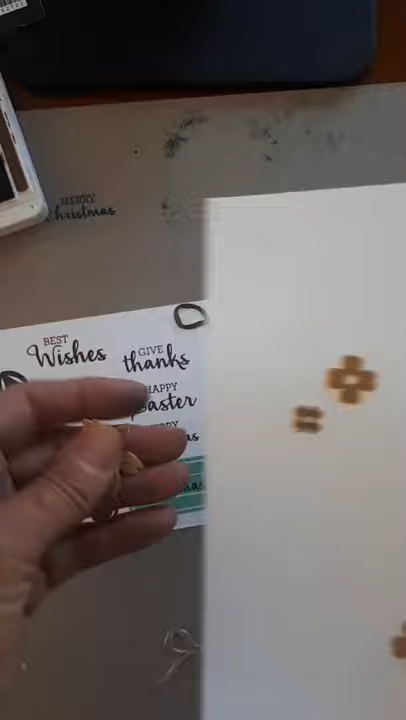 MERRY
Christmas
BEST
Wishes
GIVE
thanks
HAPPY
Easter